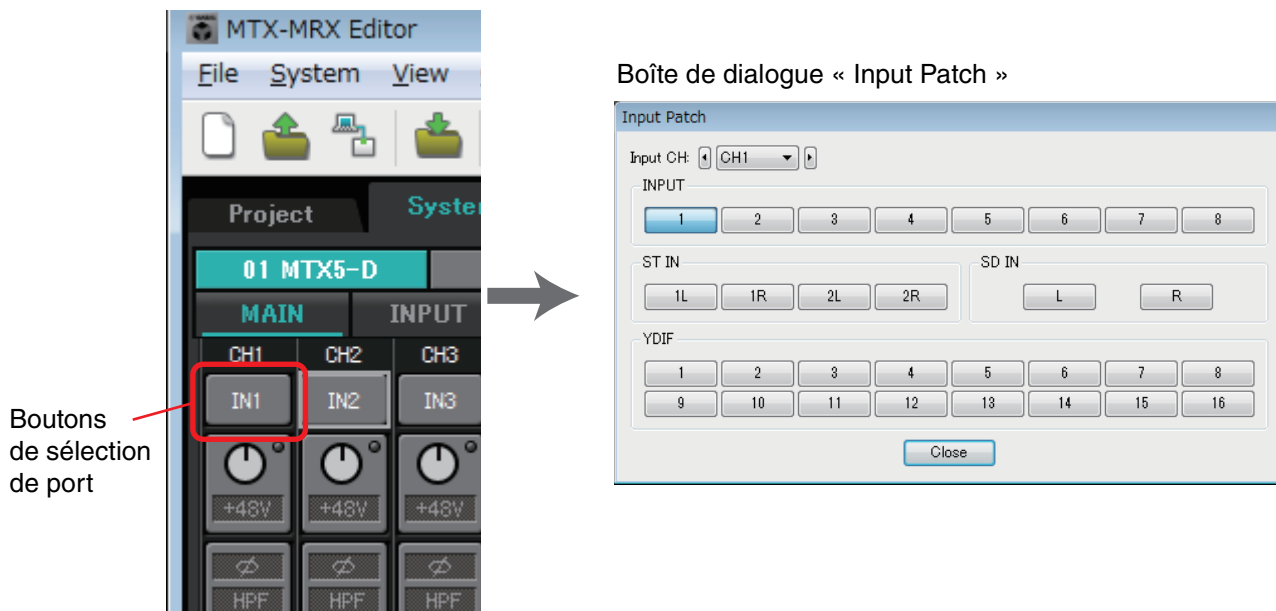 MTX-MRX Editor
File System View
Project Syste
01 MTX5-D
MAIN INPUT
CH1 CH2 CH3
IN1 IN2 IN3
+48V +48V +48V
HPF HPF HPF
Boutons
de sélection
de port
Boîte de dialogue « Input Patch »
Input Patch
Input CH: CH1
INPUT
1 2 3 4 5 6 7 8
ST IN SD IN
1L 1R 2L 2R L R
YDIF
1 2 3 4 5 6 7 8
9 10 11 12 13 14 15 16
Close